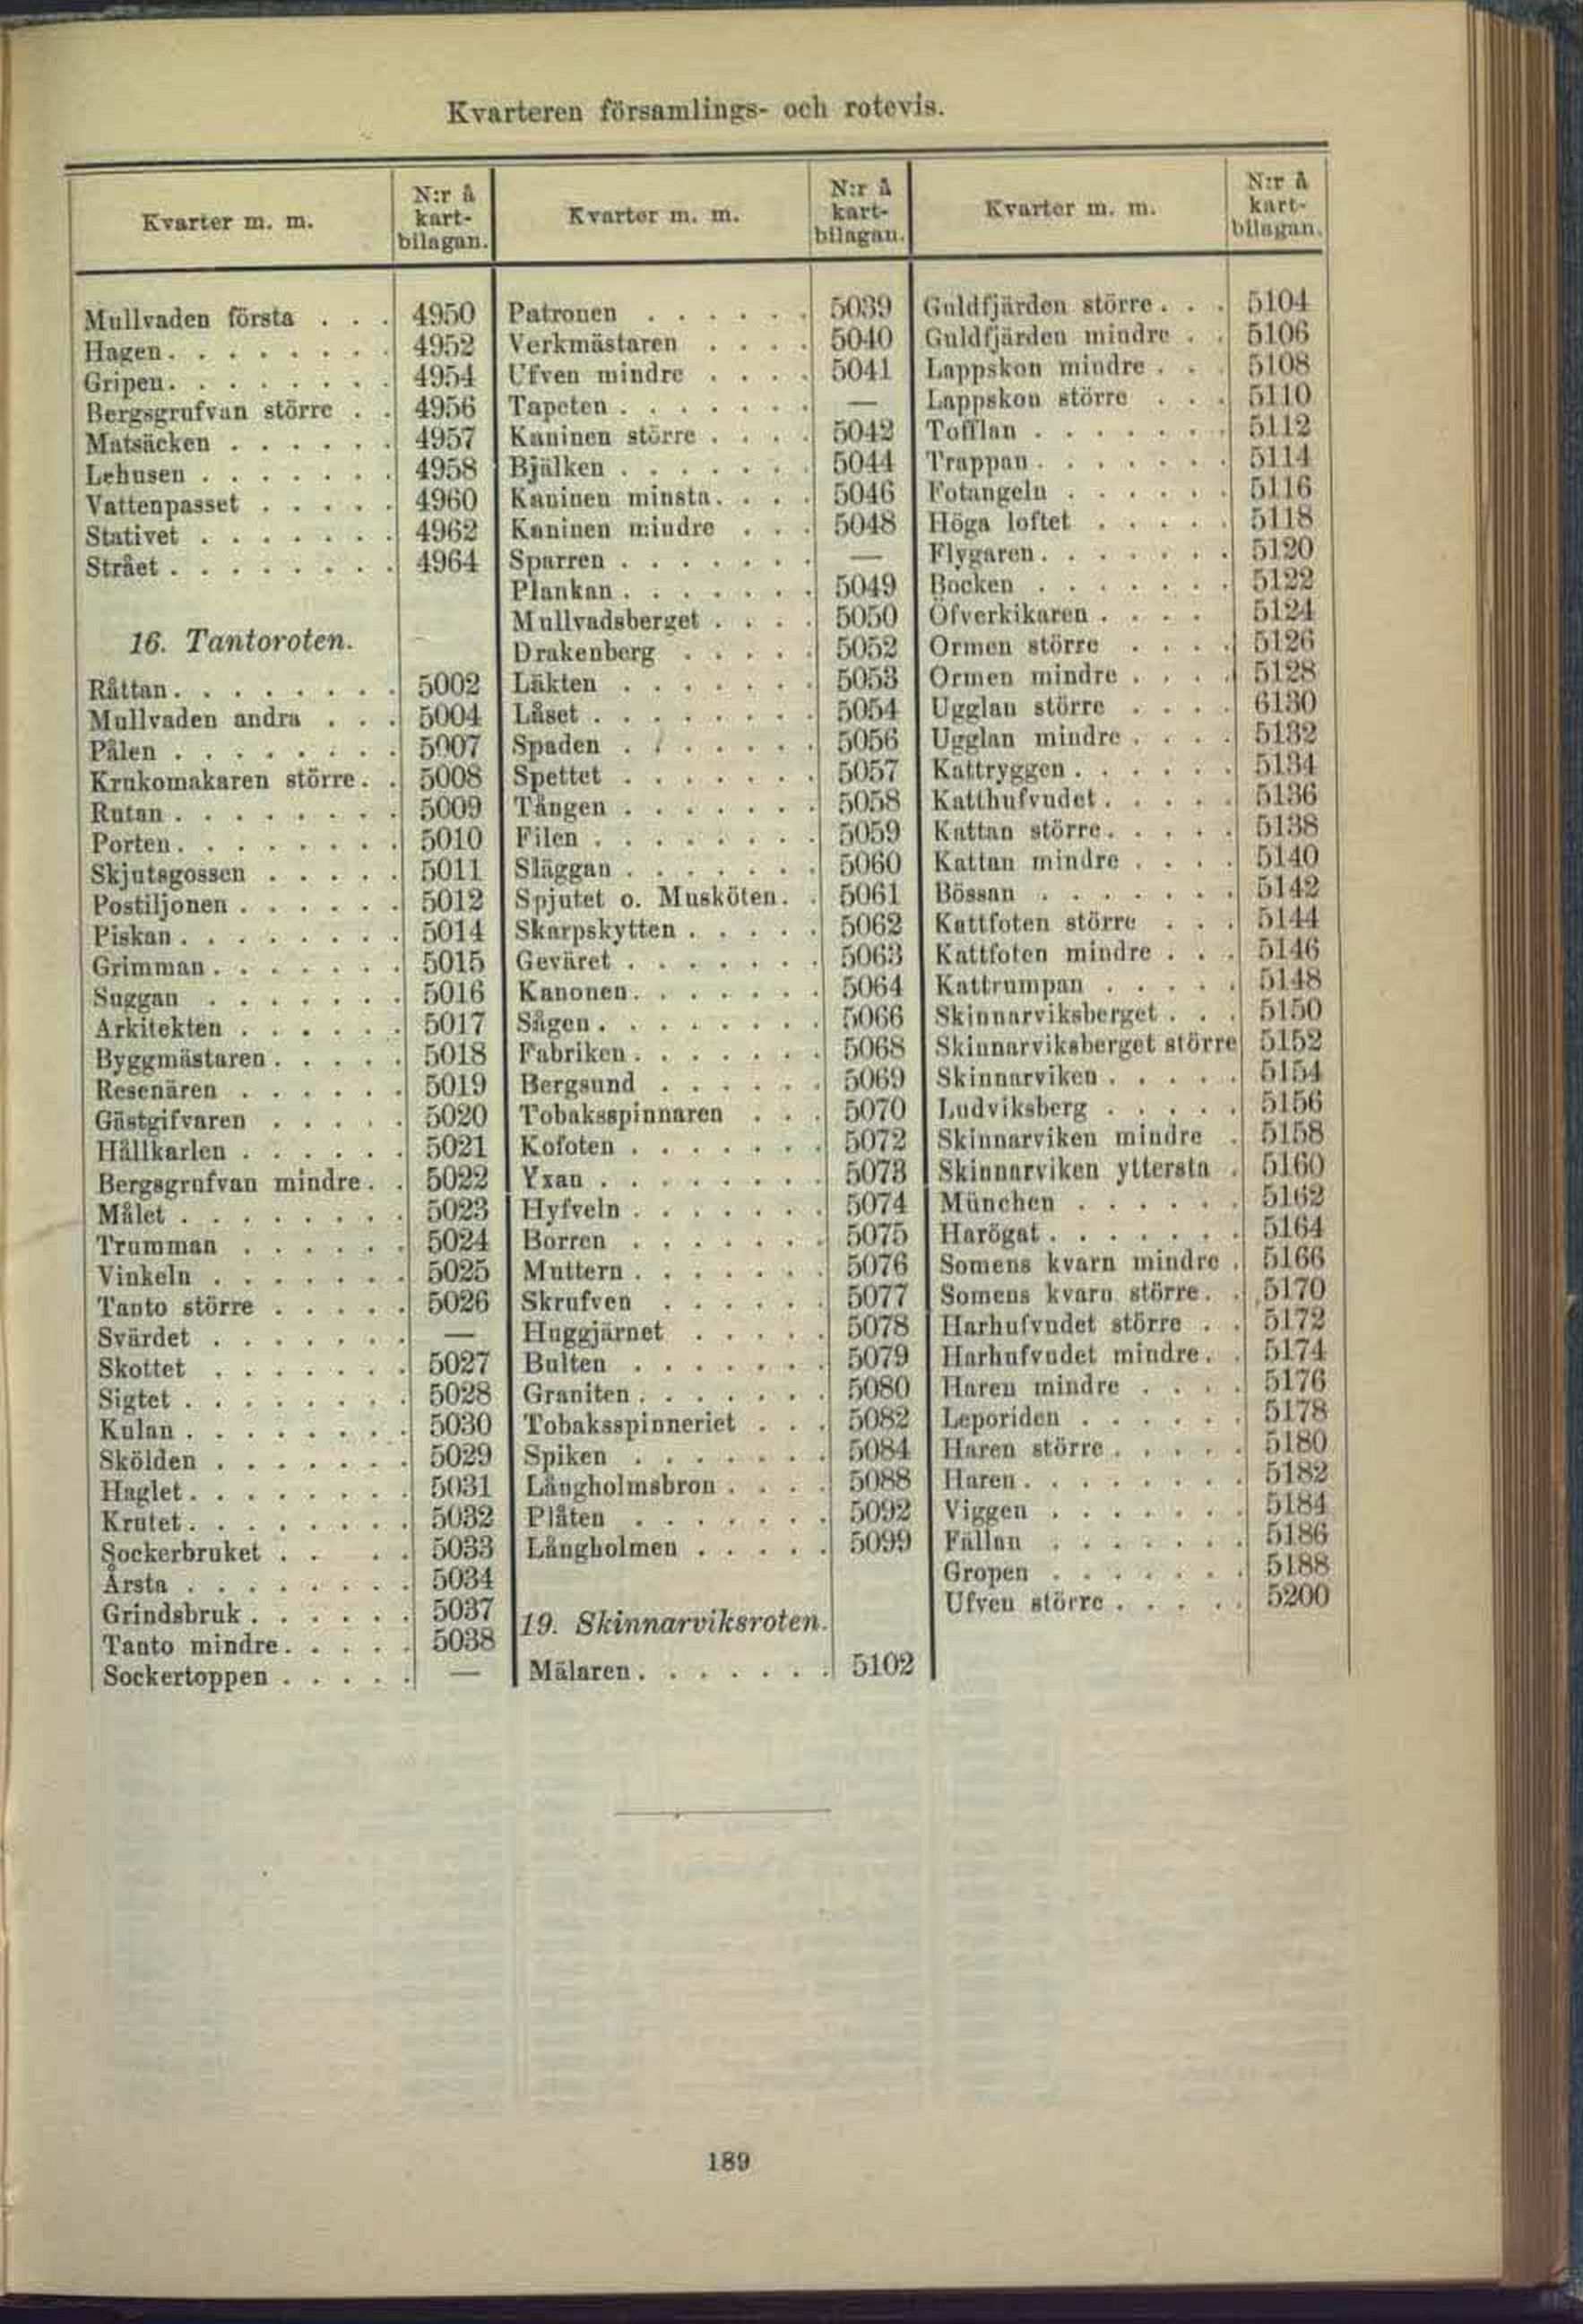 Kvarteren församlings- och rotevis.
Kvarter m. m.
N:r å kart-bilagan.
Mullvaden första . . . 4950
Hagen. . . . . . . . 4952
Gripen. . . . . . . . 4954
Bergsgrufvan större . . 4956
Matsäcken . . . . . . 4957
Lehusen . . . . . . . 4958
Vattenpasset . . . . . 4960
Stativet . . . . . . . 4962
Strået . . . . . . . . 4964
16. Tantoroten.
Råttan. . . . . . . . 5002
Mullvaden andra . . . 5004
Pålen . . . . . . . . 5007
Krukomakaren större. . 5008
Rutan . . . . . . . . 5009
Porten. . . . . . . . 5010
Skjutsgossen . . . . . 5011
Postiljonen . . . . . . 5012
Piskan. . . . . . . . 5014
Grimman. . . . . . . 5015
Suggan . . . . . . . 5016
Arkitekten . . . . . . 5017
Byggmästaren . . . . . 5018
Resenären . . . . . . 5019
Gästgifvaren . . . . . 5020
Hållkarlen . . . . . . 5021
Bergsgrufvan mindre. . 5022
Målet . . . . . . . . 5023
Trumman . . . . . . 5024
Vinkeln . . . . . . . 5025
Tanto större . . . . . 5026
Svärdet . . . . . . . —
Skottet . . . . . . . 5027
Sigtet . . . . . . . . 5028
Kulan . . . . . . . . 5030
Skölden . . . . . . . 5029
Haglet. . . . . . . . 5031
Krutet. . . . . . . . 5032
Sockerbruket . . . . 5033
Årsta . . . . . . . . 5034
Grindsbruk . . . . . . 5037
Tanto mindre. . . . . 5038
Sockertoppen . . . . . —
Kvarter m. m.
N:r å kart-bilagan.
Patronen . . . . . . 5039
Verkmästaren . . . . 5040
Ufven mindre . . . . 5041
Tapeten . . . . . . . —
Kaninen större . . . . 5042
Bjälken . . . . . . . 5044
Kaninen minsta. . . . 5046
Kaninen mindre . . . 5048
Sparren . . . . . . . —
Plankan . . . . . . . 5049
Mullvadsberget . . . . 5050
Drakenberg . . . . . 5052
Läkten . . . . . . . 5053
Låset . . . . . . . . 5054
Spaden . . . . . . . 5056
Spettet . . . . . . . 5057
Tången . . . . . . . 5058
Filen . . . . . . . . 5059
Släggan . . . . . . . 5060
Spjutet o. Musköten. . 5061
Skarpskytten . . . . . 5062
Geväret . . . . . . . 5063
Kanonen. . . . . . . 5064
Sågen. . . . . . . . 5066
Fabriken. . . . . . . 5068
Bergsund . . . . . . 5069
Tobaksspinnaren . . . 5070
Kofoten . . . . . . . 5072
Yxan . . . . . . . . 5073
Hyfveln . . . . . . . 5074
Borren . . . . . . . 5075
Muttern . . . . . . . 5076
Skrufven . . . . . . 5077
Huggjärnet . . . . . 5078
Bulten . . . . . . . 5079
Graniten . . . . . . . 5080
Tobaksspinneriet . . . 5082
Spiken . . . . . . . 5084
Långholmsbron . . . . 5088
Plåten . . . . . . . 5092
Långholmen . . . . . 5099
19. Skinnarviksroten.
Mälaren. . . . . . . 5102
Kvarter m. m.
N:r å kart-bilagan.
Guldfjärden större. . . 5104
Guldfjärden mindre . . 5106
Lappskon mindre . . . 5108
Lappskon större . . . 5110
Tofflan . . . . . . . 5112
Trappan. . . . . . . 5114
Fotangeln . . . . . . 5116
Höga loftet . . . . . 5118
Flygaren. . . . . . . 5120
Bocken . . . . . . . 5122
Öfverkikaren . . . . 5124
Ormen större . . . . 5126
Ormen mindre . . . . 5128
Ugglan större . . . . 6130
Ugglan mindre . . . . 5132
Kattryggen . . . . . . 5134
Katthufvudet. . . . . 5136
Kattan större. . . . . 5138
Kattan mindre . . . . 5140
Bössan . . . . . . . 5142
Kattfoten större . . . 5144
Kattfoten mindre . . . 5146
Kattrumpan . . . . . 5148
Skinnarviksberget . . . 5150
Skinnarviksberget större 5152
Skinnarviken . . . . . 5154
Ludviksberg . . . . . 5156
Skinnarviken mindre . 5158
Skinnarviken yttersta . 5160
München . . . . . . 5162
Harögat. . . . . . . 5164
Somens kvarn mindre . 5166
Somens kvarn större. . 5170
Harhufvudet större . . 5172
Harhufvudet mindre. . 5174
Haren mindre . . . . 5176
Leporiden . . . . . . 5178
Haren större . . . . . 5180
Haren. . . . . . . . 5182
Viggen . . . . . . . 5184
Fällan . . . . . . . 5186
Gropen . . . . . . . 5188
Ufven större . . . . . 5200
189